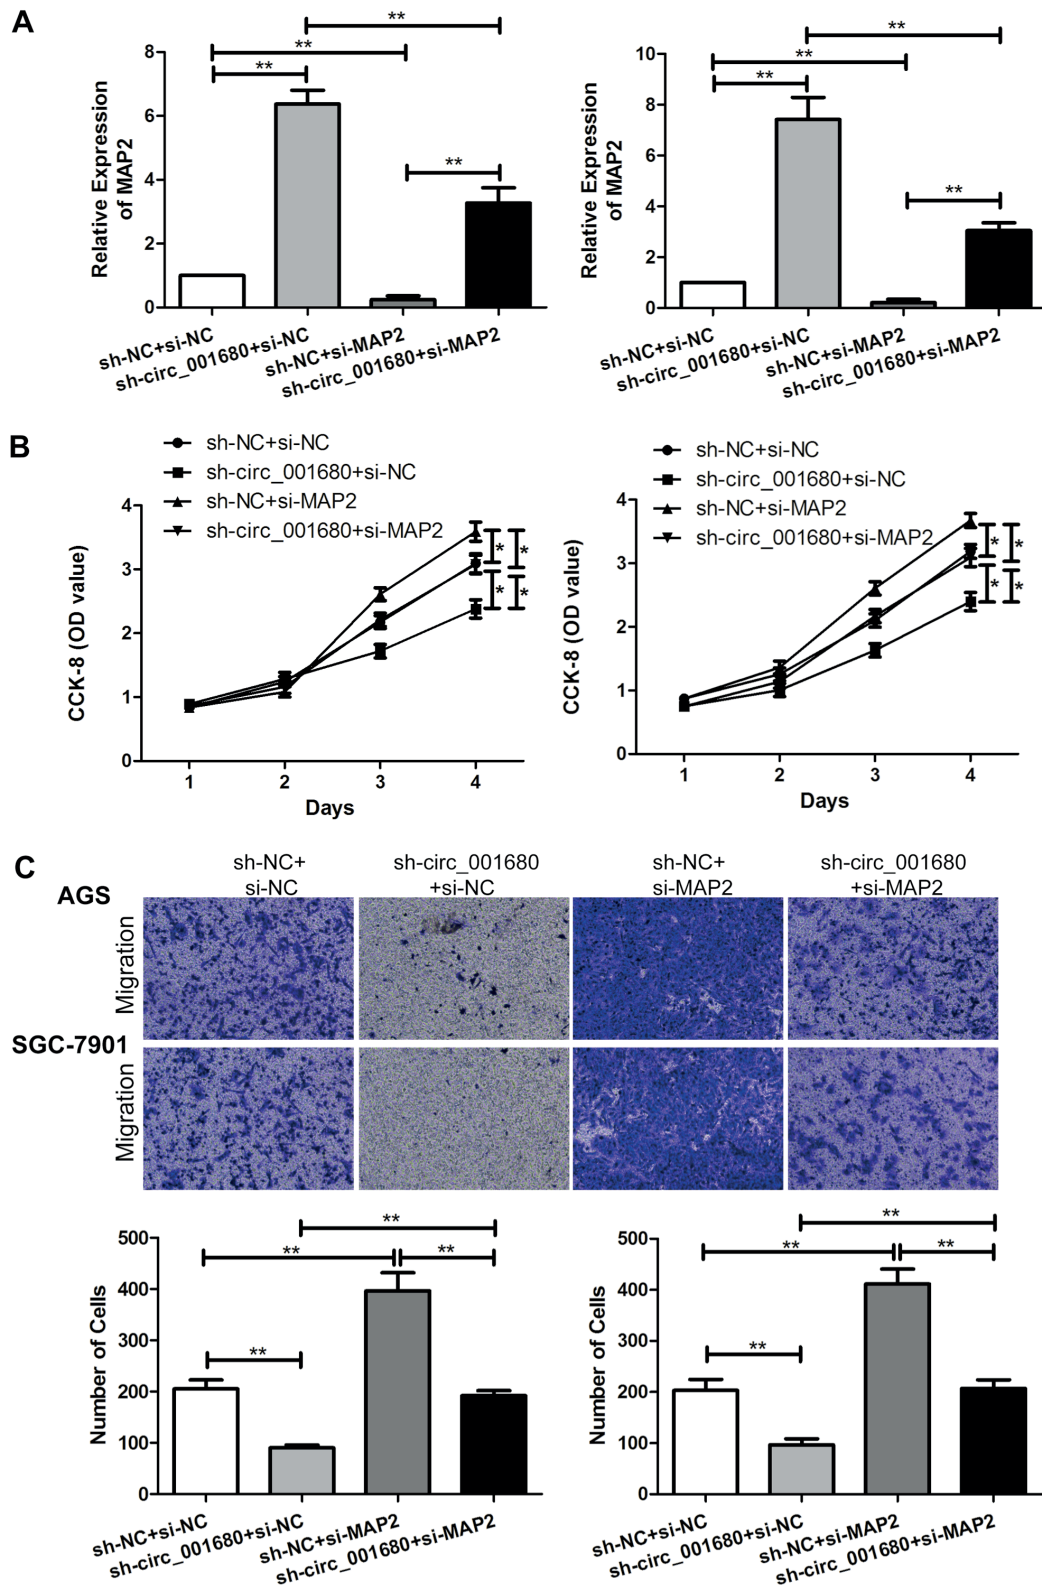 A
**
**
**
**
8
6
4
2
0
Relative Expression
of MAP2
sh-NC+si-NC
sh-circ_001680+si-NC
sh-NC+si-MAP2
sh-circ_001680+si-MAP2
**
**
**
**
10
8
6
4
2
0
Relative Expression
of MAP2
sh-NC+si-NC
sh-circ_001680+si-NC
sh-NC+si-MAP2
sh-circ_001680+si-MAP2
B
sh-NC+si-NC
sh-circ_001680+si-NC
sh-NC+si-MAP2
sh-circ_001680+si-MAP2
4
3
2
1
0
CCK-8 (OD value)
* *
* *
1 2 3 4
Days
sh-NC+si-NC
sh-circ_001680+si-NC
sh-NC+si-MAP2
sh-circ_001680+si-MAP2
4
3
2
1
0
CCK-8 (OD value)
* *
* *
1 2 3 4
Days
C
sh-NC+
si-NC
sh-circ_001680
+si-NC
sh-NC+
si-MAP2
sh-circ_001680
+si-MAP2
AGS
Migration
SGC-7901
Migration
**
**
**
**
500
400
300
200
100
0
Number of Cells
sh-NC+si-NC
sh-circ_001680+si-NC
sh-NC+si-MAP2
sh-circ_001680+si-MAP2
**
**
**
**
500
400
300
200
100
0
Number of Cells
sh-NC+si-NC
sh-circ_001680+si-NC
sh-NC+si-MAP2
sh-circ_001680+si-MAP2